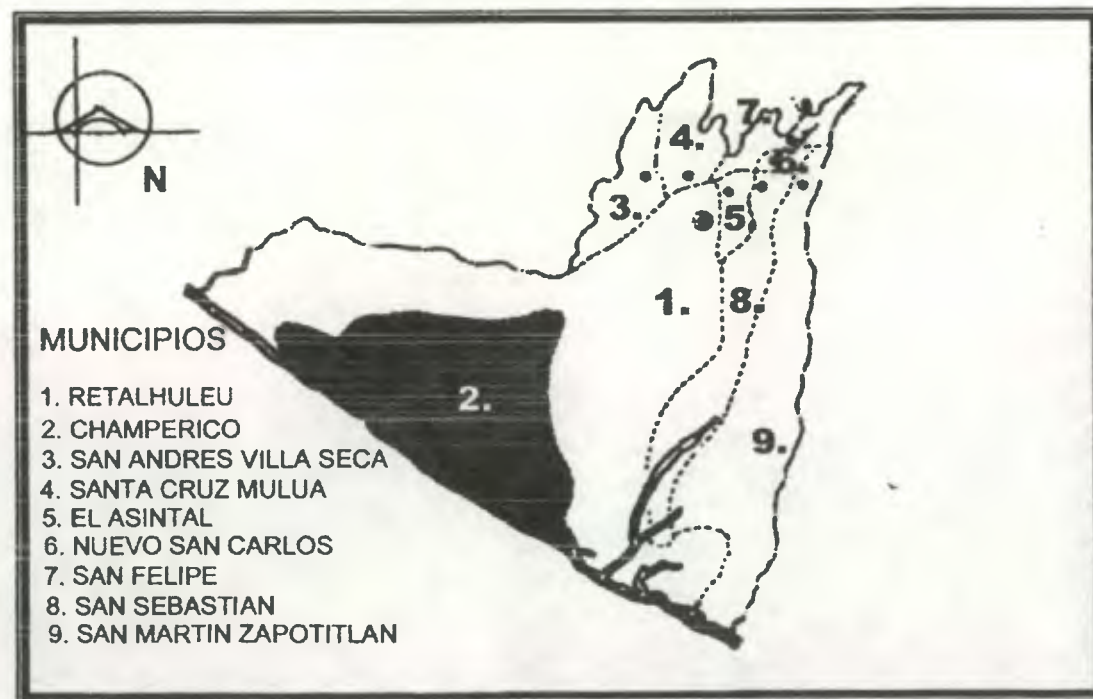 N
4.
7.
6.
3.
5.
1.
8.
2.
9.
MUNICIPIOS
1. RETALHULEU
2. CHAMPERICO
3. SAN ANDRES VILLA SECA
4. SANTA CRUZ MULUA
5. EL ASINTAL
6. NUEVO SAN CARLOS
7. SAN FELIPE
8. SAN SEBASTIAN
9. SAN MARTIN ZAPOTITLAN